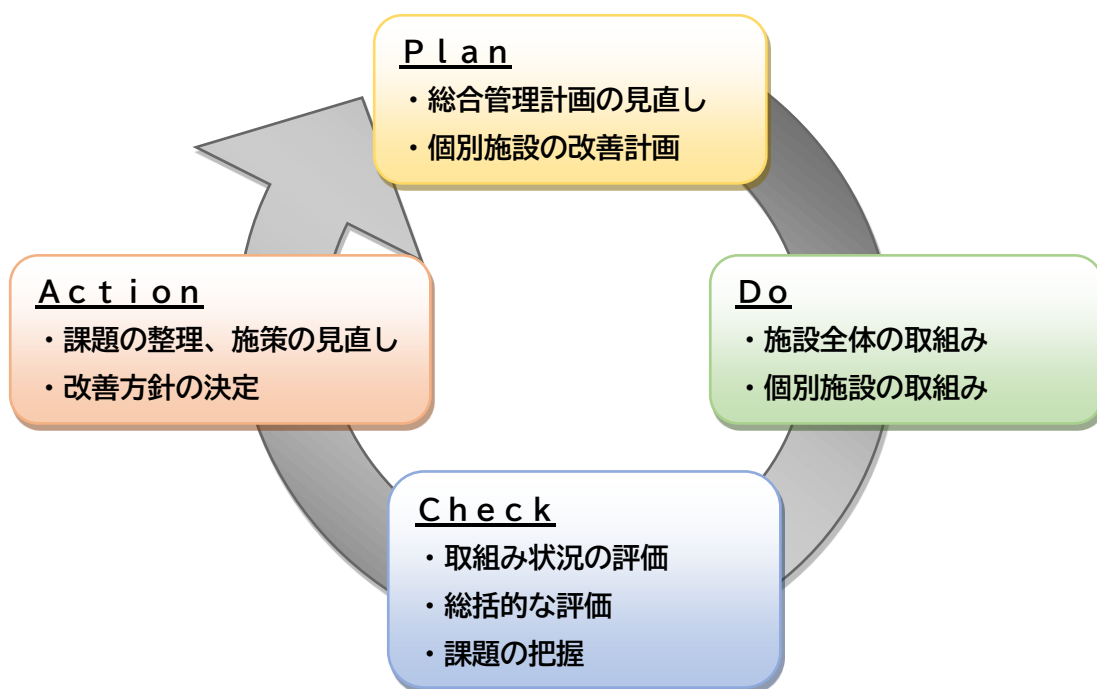 Ｐｌａｎ
・総合管理計画の見直し
・個別施設の改善計画
Ｄｏ
・施設全体の取組み
・個別施設の取組み
Ｃｈｅｃｋ
・取組み状況の評価
・総括的な評価
・課題の把握
Ａｃｔｉｏｎ
・課題の整理、施策の見直し
・改善方針の決定